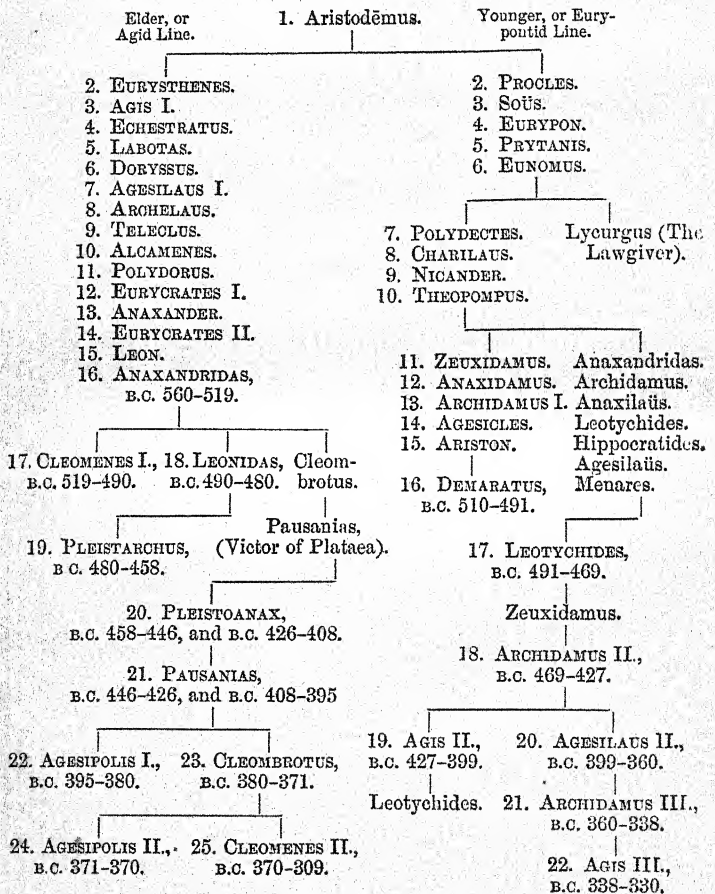 Elder, or
Agid Line.
1. Aristodēmus.
Younger, or Eury-
pontid Line.
2. EURYSTHENES.
3. AGIS I.
4. ECHESTRATUS.
5. LABOTAS.
6. DORYSSUS.
7. AGESILAUS I.
8. ARCHELAUS.
9. TELECLUS.
10. ALCAMENES.
11. POLYDORUS.
12. EURYCRATES I.
13. ANAXANDER.
14. EURYCRATES II.
15. LEON.
16. ANAXANDRIDAS,
B.C. 560–519.
17. CLEOMENES I.,
B.C. 519–490.
18. LEONIDAS,
B.C. 490–480.
Cleom-
brotus.
Pausanias,
(Victor of Plataea).
19. PLEISTARCHUS,
B C. 480–458.
20. PLEISTOANAX,
B.C. 458–446, and B.C. 426–408.
21. PAUSANIAS,
B.C. 446–426, and B.C. 408–395
22. AGESIPOLIS I.,
B.C. 395–380.
23. CLEOMBROTUS,
B.C. 380–371.
24. AGESIPOLIS II.,
B.C. 371–370.
25. CLEOMENES II.,
B.C. 370–309.
2. PROCLES.
3. SOÜS.
4. EURYPON.
5. PRYTANIS.
6. EUNOMUS.
7. POLYDECTES.
8. CHARILAUS.
9. NICANDER.
10. THEOPOMPUS.
Lycurgus (The
Lawgiver).
11. ZEUXIDAMUS.
12. ANAXIDAMUS.
13. ARCHIDAMUS I.
14. AGESICLES.
15. ARISTON.
16. DEMARATUS,
B.C. 510–491.
Anaxandridas.
Archidamus.
Anaxilaüs.
Leotychides.
Hippocratides.
Agesilaüs.
Menares.
17. LEOTYCHIDES,
B.C. 491–469.
Zeuxidamus.
18. ARCHIDAMUS II.,
B.C. 469–427.
19. AGIS II.,
B.C. 427–399.
Leotychides.
20. AGESILAUS II.,
B.C. 399–360.
21. ARCHIDAMUS III.,
B.C. 360–338.
22. AGIS III.,
B.C. 338–330.